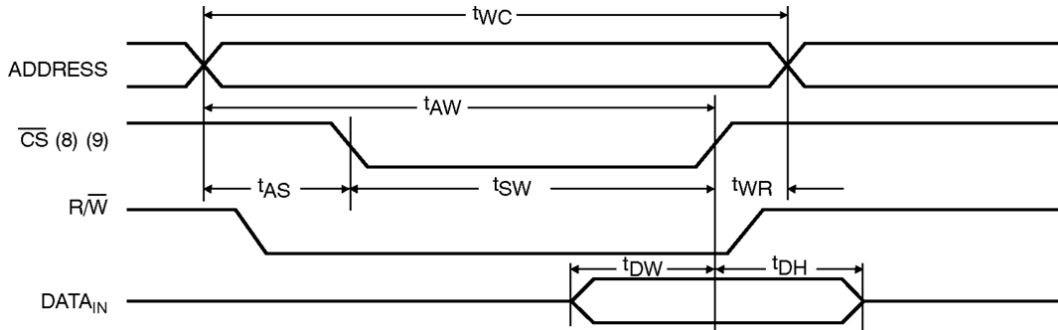 tWC
ADDRESS
tAW
CS (8) (9)
tAS tSW tWR
R/W
tDW tDH
DATAIN